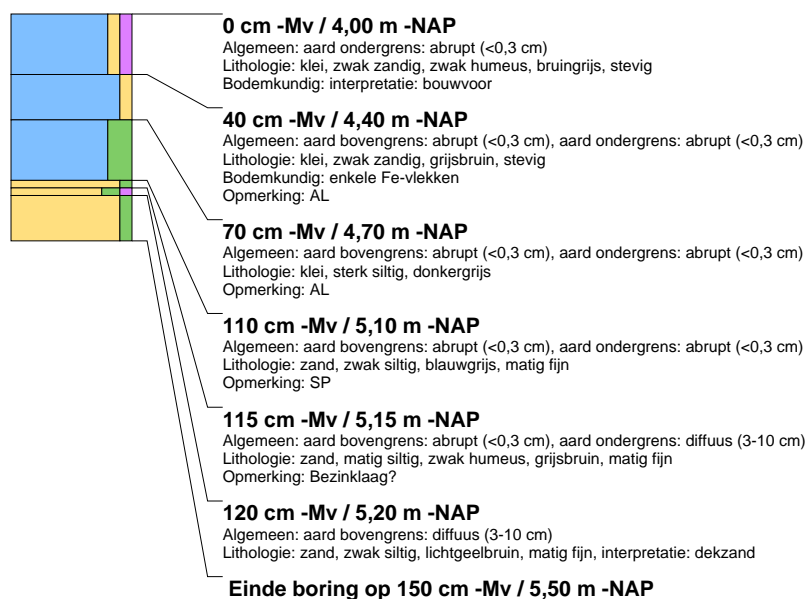 0 cm -Mv / 4,00 m -NAP
Algemeen: aard ondergrens: abrupt (<0,3 cm)
Lithologie: klei, zwak zandig, zwak humeus, bruingrijs, stevig
Bodemkundig: interpretatie: bouwvoor
40 cm -Mv / 4,40 m -NAP
Algemeen: aard bovengrens: abrupt (<0,3 cm), aard ondergrens: abrupt (<0,3 cm)
Lithologie: klei, zwak zandig, grijsbruin, stevig
Bodemkundig: enkele Fe-vlekken
Opmerking: AL
70 cm -Mv / 4,70 m -NAP
Algemeen: aard bovengrens: abrupt (<0,3 cm), aard ondergrens: abrupt (<0,3 cm)
Lithologie: klei, sterk siltig, donkergrijs
Opmerking: AL
110 cm -Mv / 5,10 m -NAP
Algemeen: aard bovengrens: abrupt (<0,3 cm), aard ondergrens: abrupt (<0,3 cm)
Lithologie: zand, zwak siltig, blauwgrijs, matig fijn
Opmerking: SP
115 cm -Mv / 5,15 m -NAP
Algemeen: aard bovengrens: abrupt (<0,3 cm), aard ondergrens: diffuus (3-10 cm)
Lithologie: zand, matig siltig, zwak humeus, grijsbruin, matig fijn
Opmerking: Bezinklaag?
120 cm -Mv / 5,20 m -NAP
Algemeen: aard bovengrens: diffuus (3-10 cm)
Lithologie: zand, zwak siltig, lichtgeelbruin, matig fijn, interpretatie: dekzand
Einde boring op 150 cm -Mv / 5,50 m -NAP